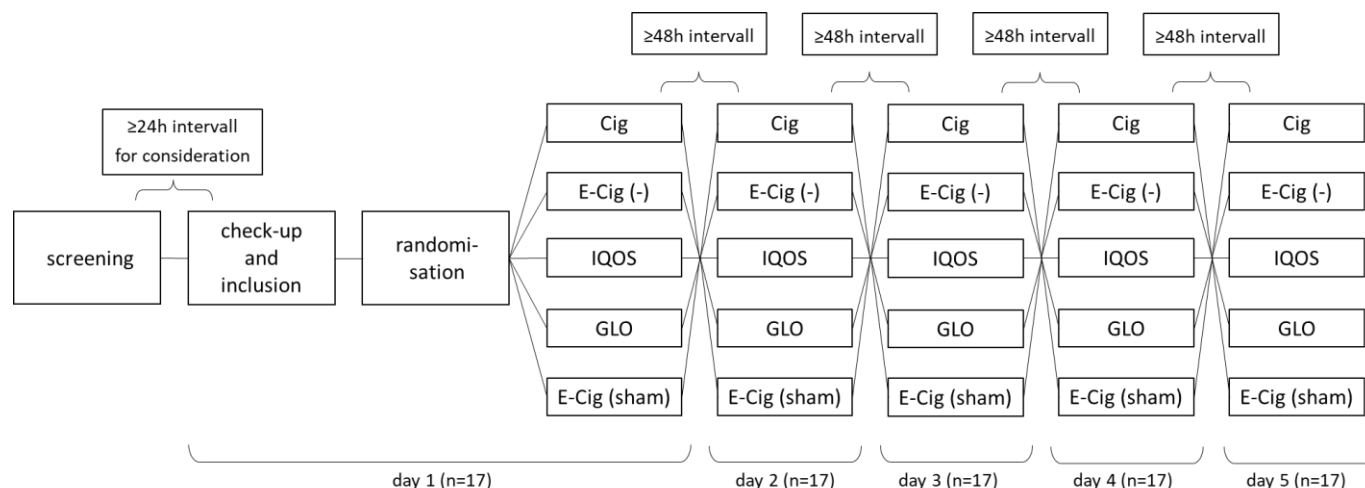 ≥48h intervall
≥48h intervall
≥48h intervall
≥48h intervall
≥24h intervall
for consideration
screening
check-up
and
inclusion
randomi-
sation
Cig
E-Cig (-)
IQOS
GLO
E-Cig (sham)
Cig
E-Cig (-)
IQOS
GLO
E-Cig (sham)
Cig
E-Cig (-)
IQOS
GLO
E-Cig (sham)
Cig
E-Cig (-)
IQOS
GLO
E-Cig (sham)
Cig
E-Cig (-)
IQOS
GLO
E-Cig (sham)
day 1 (n=17)
day 2 (n=17)
day 3 (n=17)
day 4 (n=17)
day 5 (n=17)